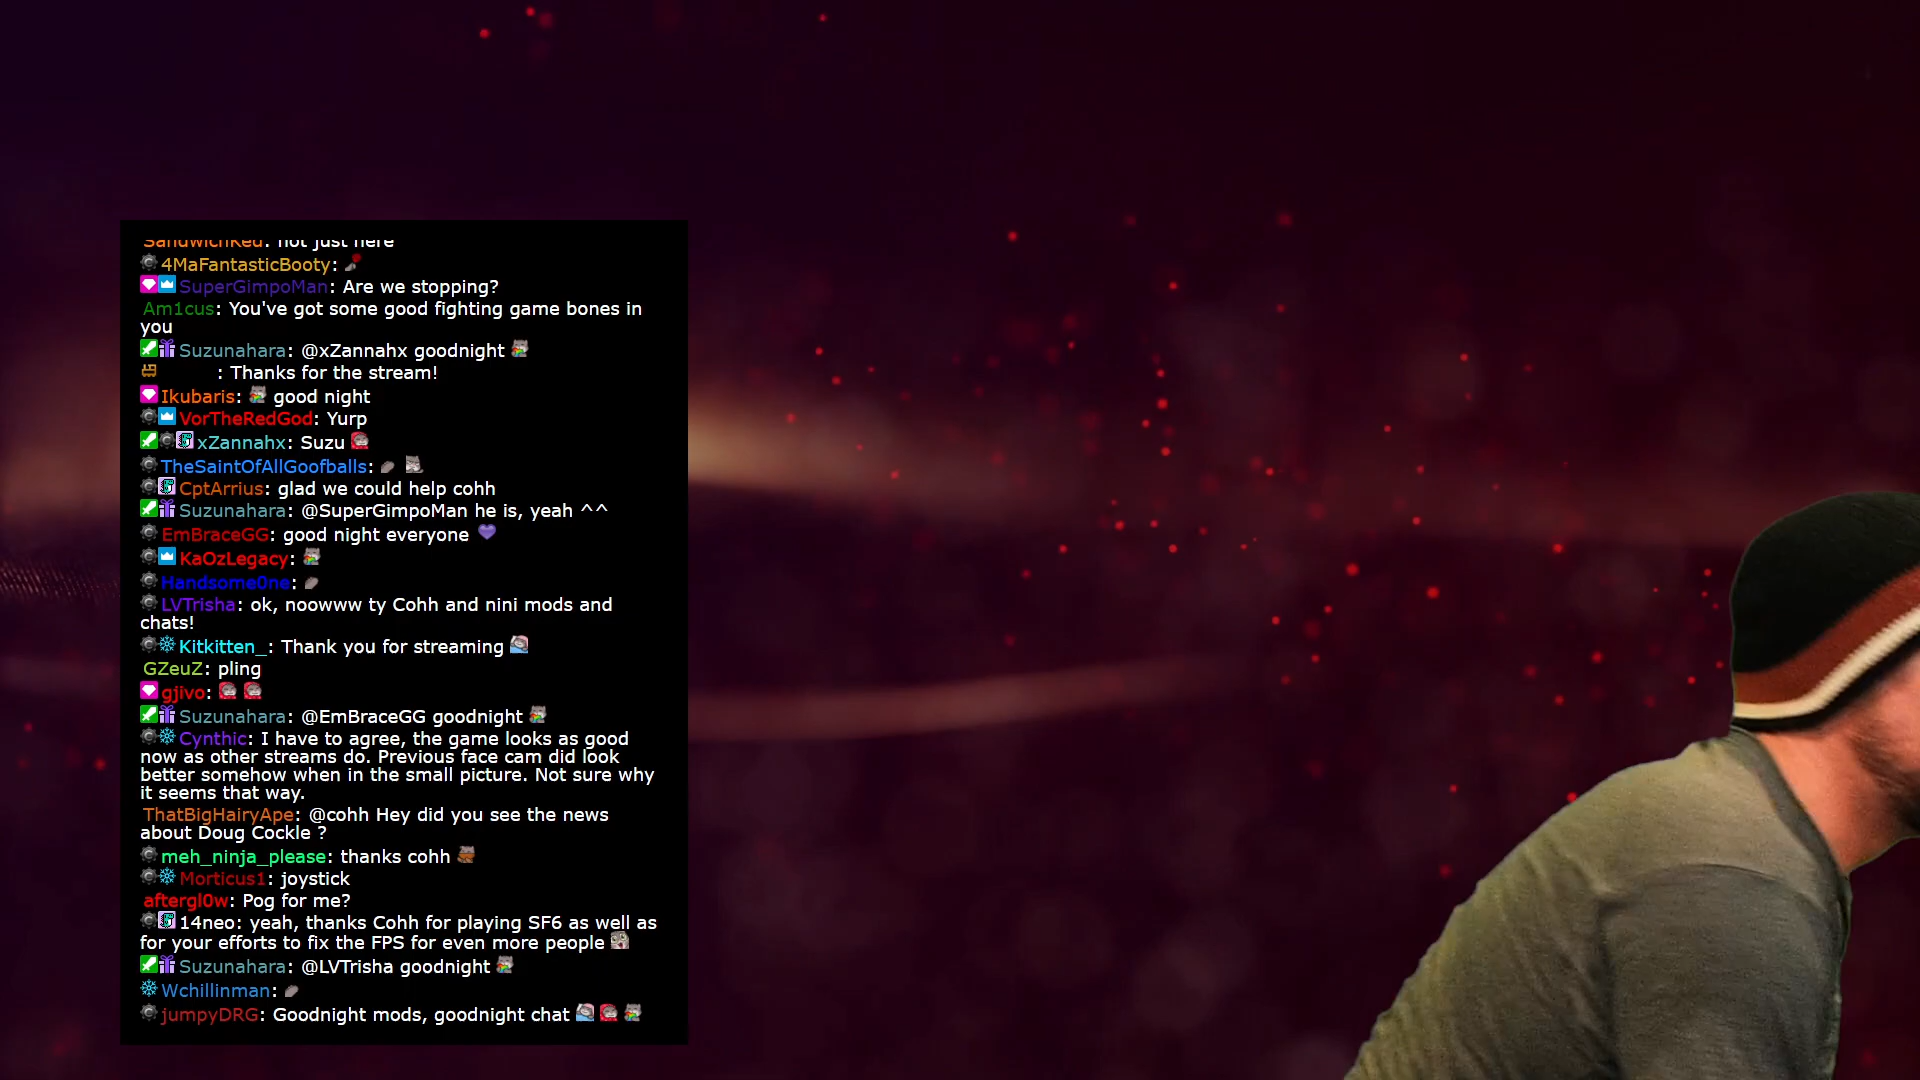 SandwichRed: not just here
4MaFantasticBooty:
SuperGimpoMan: Are we stopping?
Am1cus: You've got some good fighting game bones in
you
Suzunahara: @xZannahx goodnight
: Thanks for the stream!
Ikubaris: good night
VorTheRedGod: Yurp
xZannahx: Suzu
TheSaintOfAllGoofballs:
CptArrius: glad we could help cohh
Suzunahara: @SuperGimpoMan he is, yeah ^^
EmBraceGG: good night everyone
KaOzLegacy:
Handsome0ne:
LVTrisha: ok, noowww ty Cohh and nini mods and
chats!
Kitkitten_: Thank you for streaming
GZeuZ: pling
gjivo:
Suzunahara: @EmBraceGG goodnight
Cynthic: I have to agree, the game looks as good
now as other streams do. Previous face cam did look
better somehow when in the small picture. Not sure why
it seems that way.
ThatBigHairyApe: @cohh Hey did you see the news
about Doug Cockle ?
meh_ninja_please: thanks cohh
Morticus1: joystick
aftergl0w: Pog for me?
14neo: yeah, thanks Cohh for playing SF6 as well as
for your efforts to fix the FPS for even more people
Suzunahara: @LVTrisha goodnight
Wchillinman:
jumpyDRG: Goodnight mods, goodnight chat